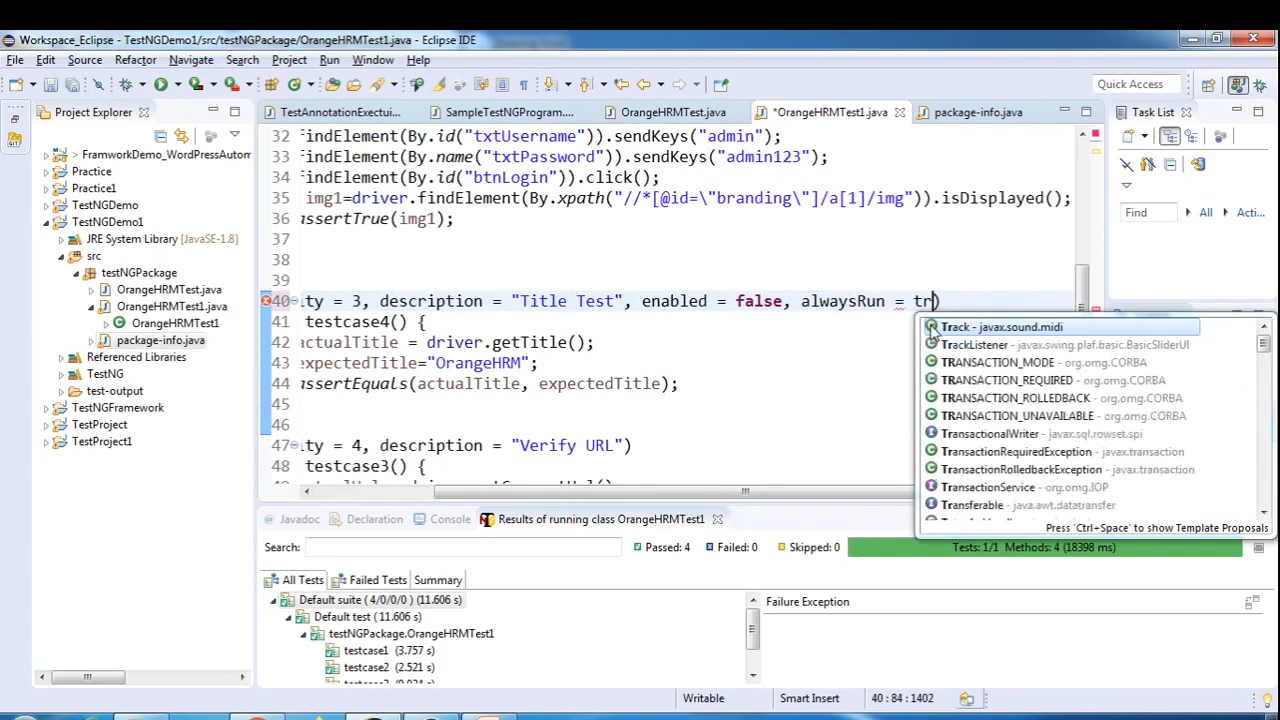 Workspace_Eclipse - TestNGDemo1/src/testNGPackage/OrangeHRMTest1.java - Eclipse IDE
File Edit Source Refactor Navigate Search Project Run Window Help
Quick Access
Project Explorer
TestAnnotationExectui...
SampleTestNGProgram....
OrangeHRMTest.java
*OrangeHRMTest1.java
package-info.java
Task List
> FramworkDemo_WordPressAutom
Practice
Practice1
TestNGDemo
TestNGDemo1
JRE System Library [JavaSE-1.8]
src
testNGPackage
OrangeHRMTest.java
OrangeHRMTest1.java
OrangeHRMTest1
package-info.java
Referenced Libraries
TestNG
test-output
TestNGFramework
TestProject
TestProject1
32 findElement(By.id("txtUsername")).sendKeys("admin");
33 findElement(By.name("txtPassword")).sendKeys("admin123");
34 findElement(By.id("btnLogin")).click();
35 img1=driver.findElement(By.xpath("//*[@id=\"branding\"]/a[1]/img")).isDisplayed();
36 assertTrue(img1);
37
38
39
40 ity = 3, description = "Title Test", enabled = false, alwaysRun = tr)
41 testcase4() {
42 actualTitle = driver.getTitle();
43 expectedTitle="OrangeHRM";
44 assertEquals(actualTitle, expectedTitle);
45
46
47 ity = 4, description = "Verify URL")
48 testcase3() {
Find All Acti...
Track - javax.sound.midi
TrackListener - javax.swing.plaf.basic.BasicSliderUI
TRANSACTION_MODE - org.omg.CORBA
TRANSACTION_REQUIRED - org.omg.CORBA
TRANSACTION_ROLLEDBACK - org.omg.CORBA
TRANSACTION_UNAVAILABLE - org.omg.CORBA
TransactionalWriter - javax.sql.rowset.spi
TransactionRequiredException - javax.transaction
TransactionRolledbackException - javax.transaction
TransactionService - org.omg.IOP
Transferable - java.awt.datatransfer
Press 'Ctrl+Space' to show Template Proposals
Javadoc Declaration Console Results of running class OrangeHRMTest1
Search: Passed: 4 Failed: 0 Skipped: 0 Tests: 1/1 Methods: 4 (18398 ms)
All Tests Failed Tests Summary
Default suite ( 4/0/0/0 ) (11.606 s)
Default test ( 11.606 s)
testNGPackage.OrangeHRMTest1
testcase1 (3.757 s)
testcase2 (2.521 s)
Failure Exception
Writable Smart Insert 40 : 84 : 1402